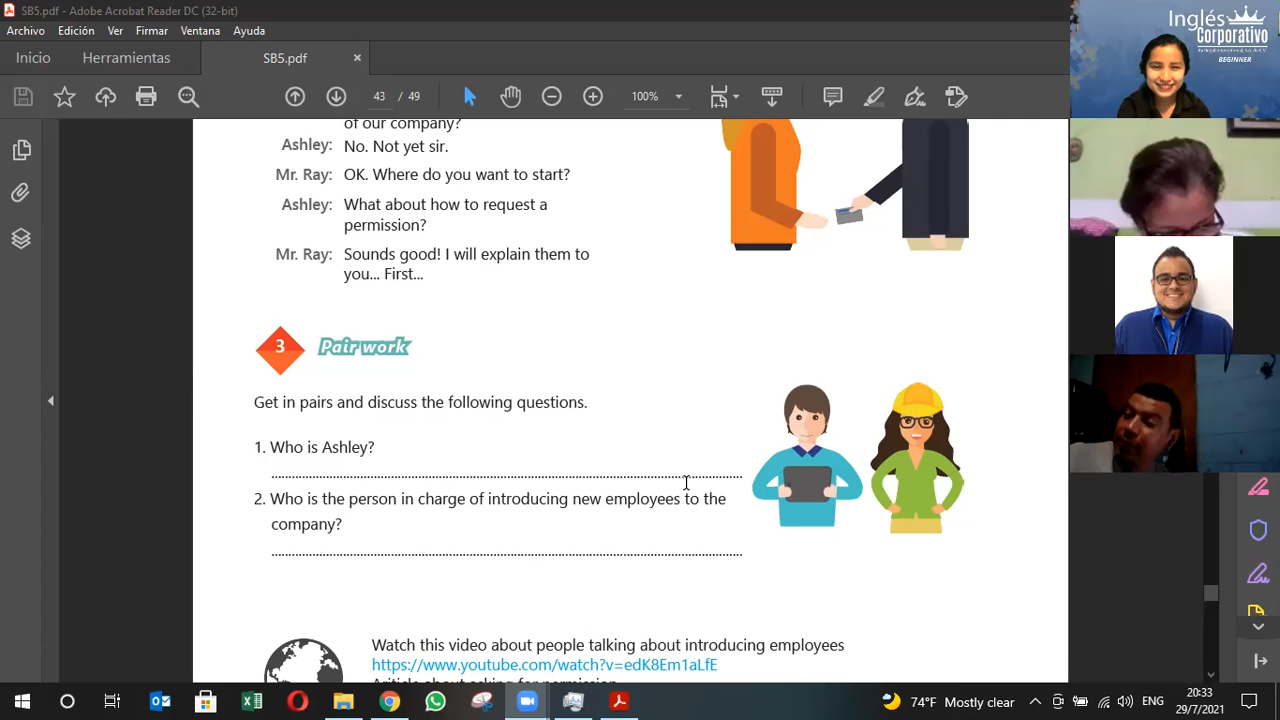 SB5.pdf - Adobe Acrobat Reader DC (32-bit)
Archivo Edición Ver Firmar Ventana Ayuda
Inicio Herramientas SB5.pdf ×
43 / 49 100%
of our company?
Ashley: No. Not yet sir.
Mr. Ray: OK. Where do you want to start?
Ashley: What about how to request a
permission?
Mr. Ray: Sounds good! I will explain them to
you... First...
3 Pair work
Get in pairs and discuss the following questions.
1. Who is Ashley?
2. Who is the person in charge of introducing new employees to the
company?
Watch this video about people talking about introducing employees
https://www.youtube.com/watch?v=edK8Em1aLfE
Inglés
Corporativo
BEGINNER
74°F Mostly clear ENG 20:33
29/7/2021